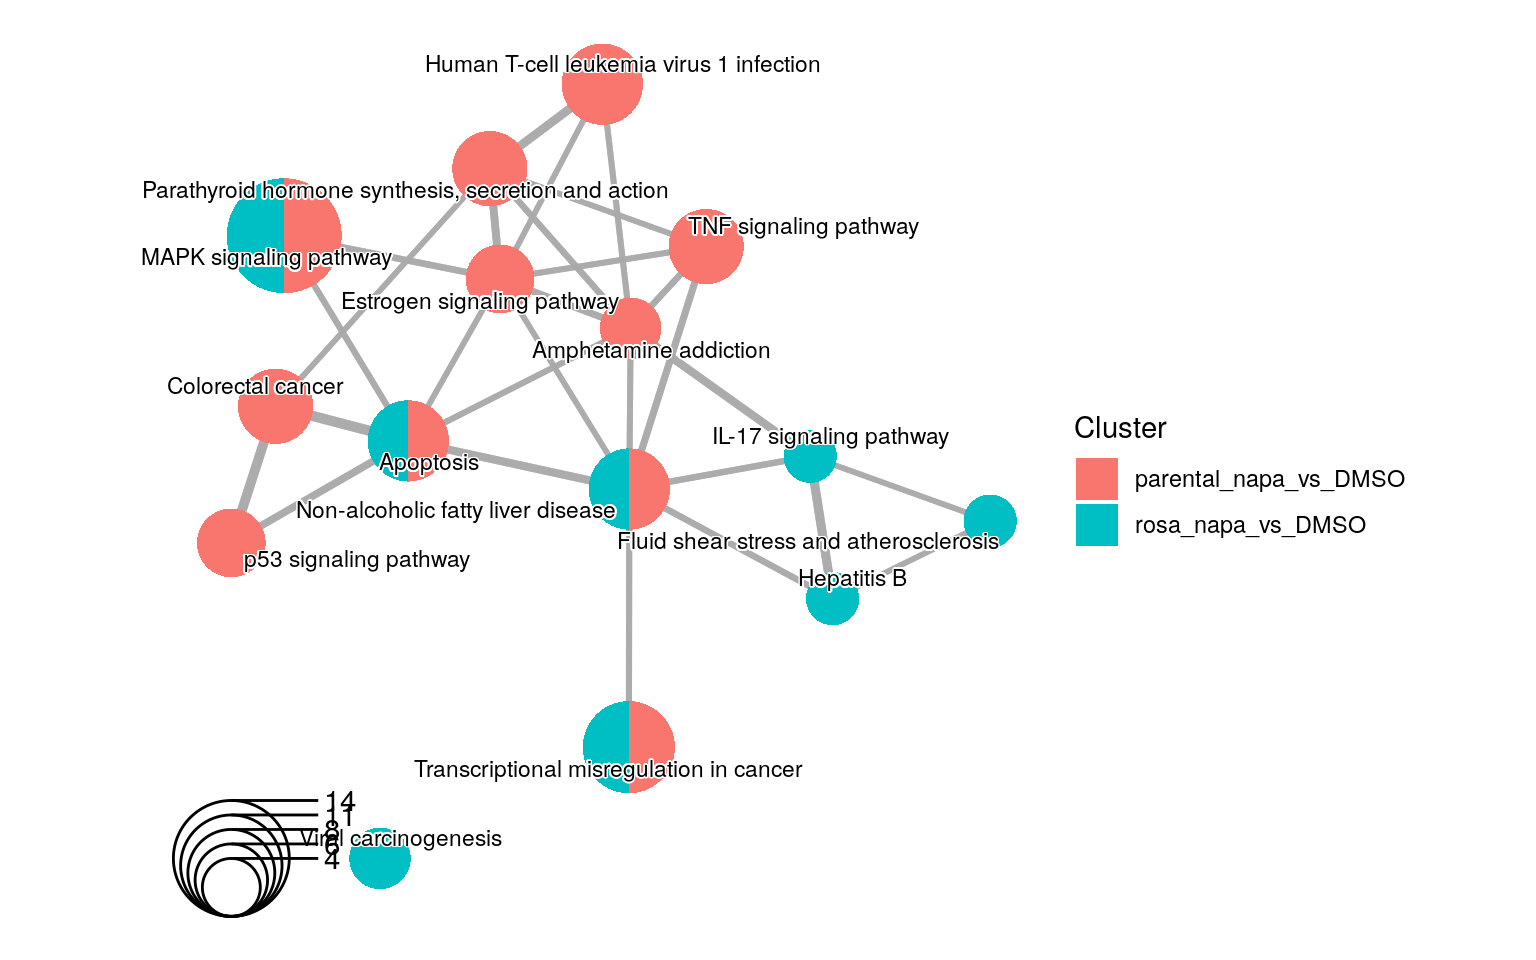 Human T-cell leukemia virus 1 infection
Parathyroid hormone synthesis, secretion and action
TNF signaling pathway
MAPK signaling pathway
Estrogen signaling pathway
Amphetamine addiction
Colorectal cancer
Cluster
IL-17 signaling pathway
Apoptosis
parental_napa_vs_DMSO
Non-alcoholic fatty liver disease
rosa_napa_vs_DMSO
Fluid shear stress and atherosclerosis
p53 signaling pathway
Hepatitis B
Transcriptional misregulation in cancer
14
11
8
6
4
Viral carcinogenesis